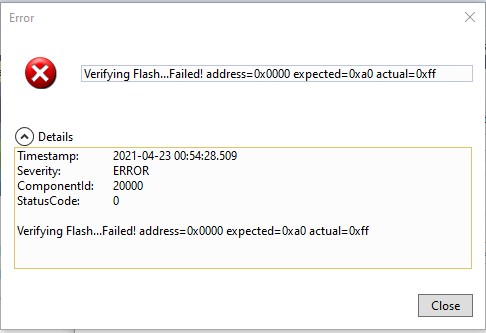 Error
Verifying Flash...Failed! address=0x0000 expected=0xa0 actual=0xff
Details
Timestamp: 2021-04-23 00:54:28.509
Severity: ERROR
ComponentId: 20000
StatusCode: 0
Verifying Flash...Failed! address=0x0000 expected=0xa0 actual=0xff
Close